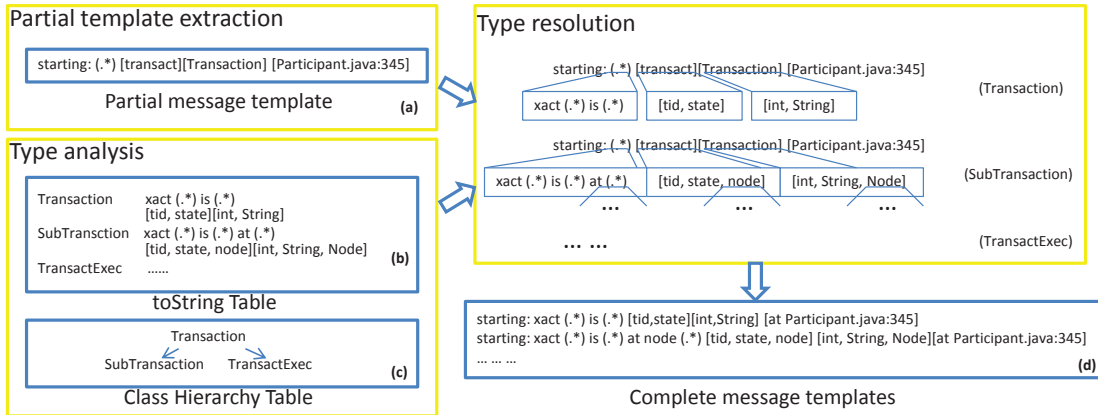 Partial template extraction
starting: (.*) [transact][Transaction] [Participant.java:345]
Partial message template
(a)
Type analysis
Transaction xact (.*) is (.*)
[tid, state][int, String]
SubTransction xact (.*) is (.*) at (.*)
[tid, state, node][int, String, Node]
TransactExec ......
(b)
toString Table
Transaction
SubTransaction TransactExec
(c)
Class Hierarchy Table
Type resolution
starting: (.*) [transact][Transaction] [Participant.java:345]
xact (.*) is (.*) [tid, state] [int, String]
(Transaction)
starting: (.*) [transact][Transaction] [Participant.java:345]
xact (.*) is (.*) at (.*) [tid, state, node] [int, String, Node]
(SubTransaction)
... ... ...
... ...
(TransactExec)
starting: xact (.*) is (.*) [tid,state][int,String] [at Participant.java:345]
starting: xact (.*) is (.*) at node (.*) [tid, state, node] [int, String, Node][at Participant.java:345]
... ... ...
(d)
Complete message templates